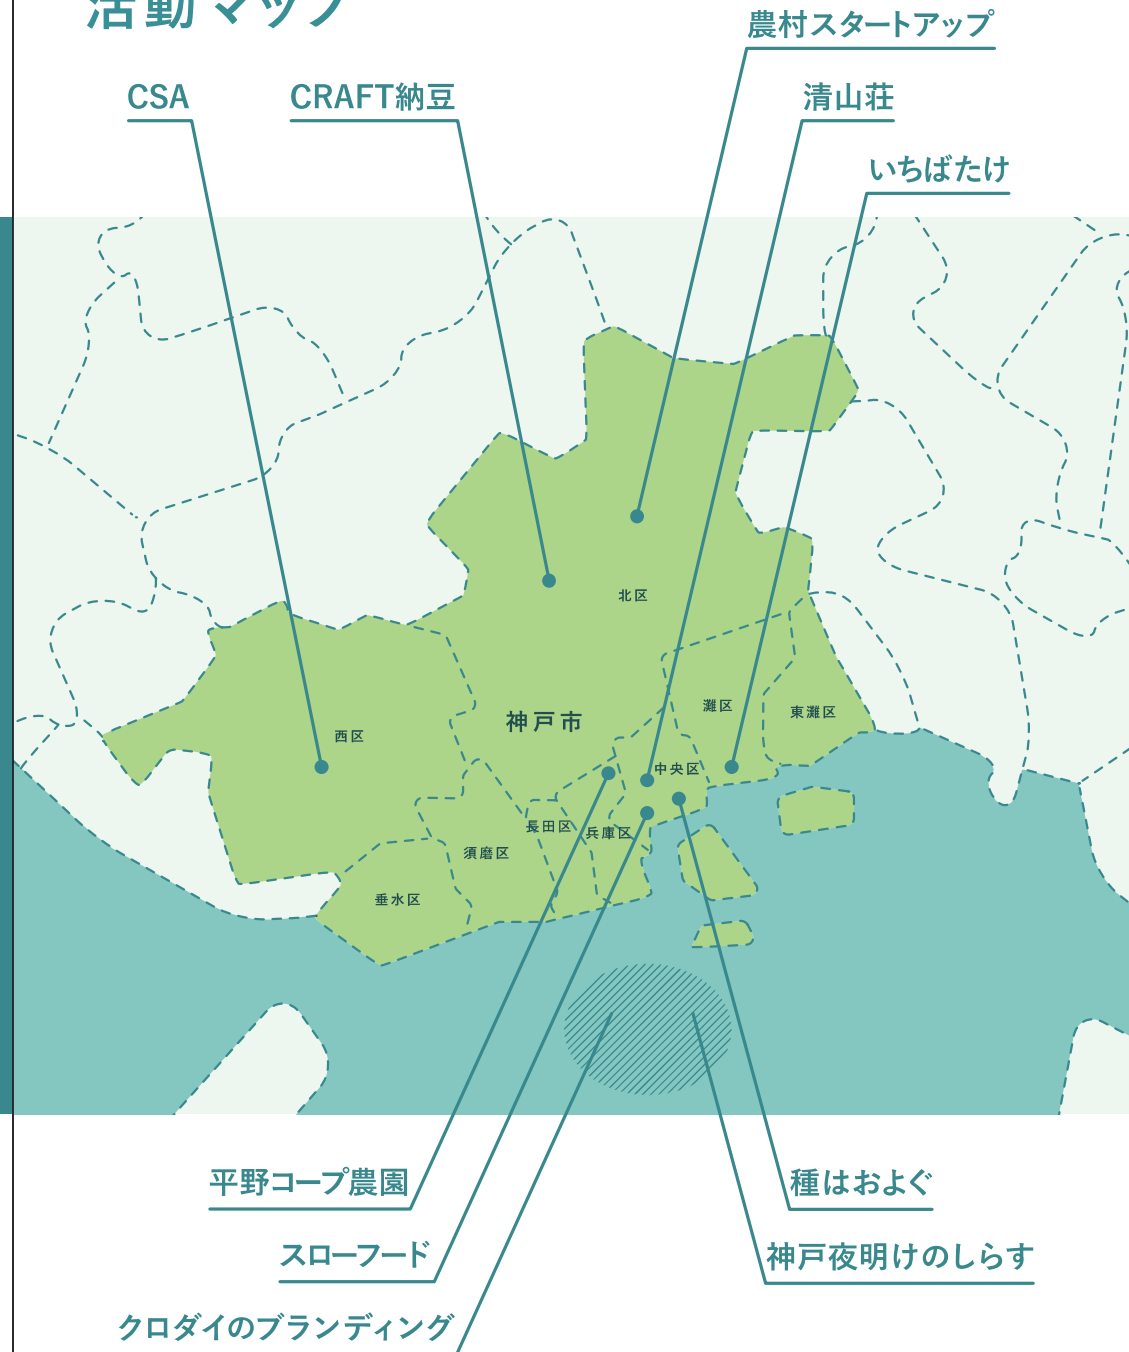 活動マップ
農村スタートアップ
CSA
CRAFT納豆
清山荘
いちばたけ
北区
神戸市
灘区
東灘区
西区
中央区
長田区
兵庫区
須磨区
垂水区
平野コープ農園
種はおよぐ
スローフード
神戸夜明けのしらす
クロダイのブランディング